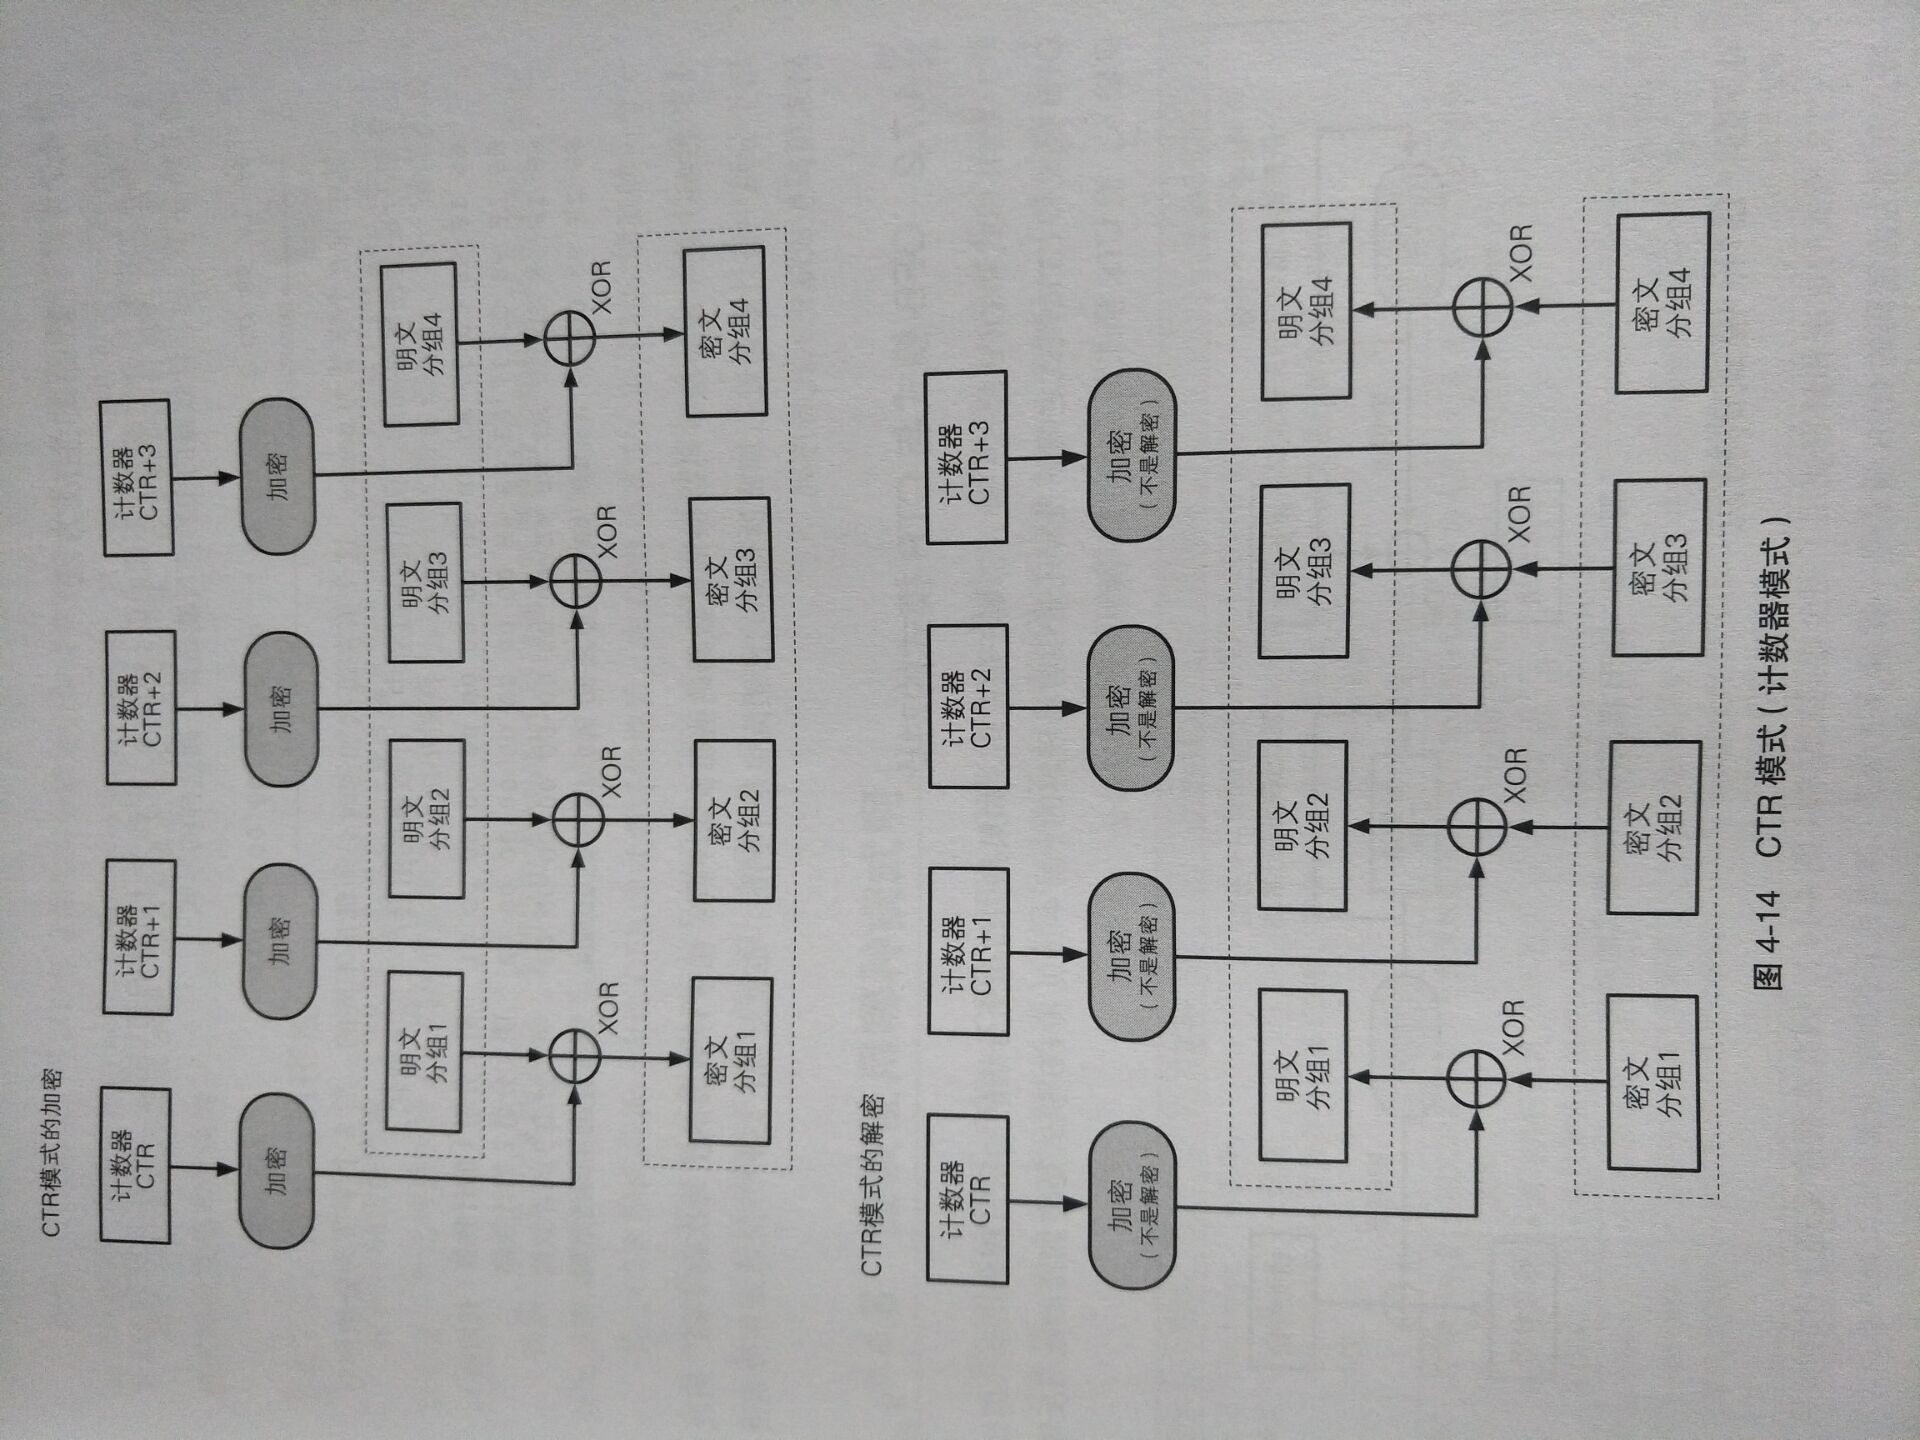 CTR模式的加密
计数器
CTR
计数器
CTR+1
计数器
CTR+2
计数器
CTR+3
加密
加密
加密
加密
明文
分组1
明文
分组2
明文
分组3
明文
分组4
XOR
XOR
XOR
XOR
密文
分组1
密文
分组2
密文
分组3
密文
分组4
CTR模式的解密
计数器
CTR
计数器
CTR+1
计数器
CTR+2
计数器
CTR+3
加密
(不是解密)
加密
(不是解密)
加密
(不是解密)
加密
(不是解密)
明文
分组1
明文
分组2
明文
分组3
明文
分组4
XOR
XOR
XOR
XOR
密文
分组1
密文
分组2
密文
分组3
密文
分组4
图 4-14 CTR 模式(计数器模式)